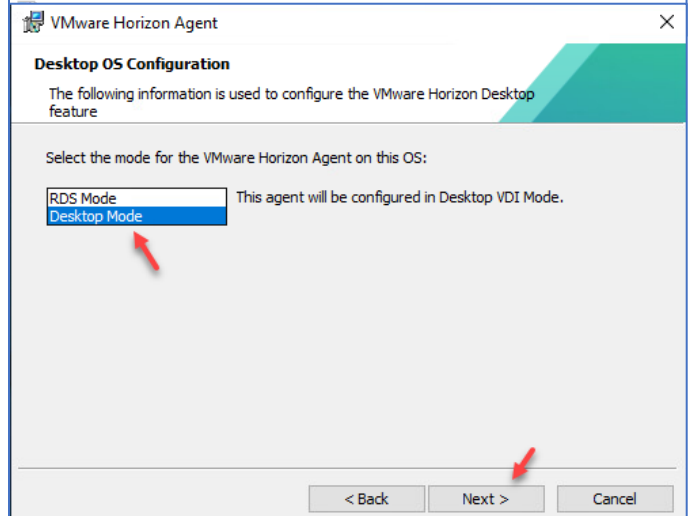 VMware Horizon Agent
Desktop OS Configuration
The following information is used to configure the VMware Horizon Desktop
feature
Select the mode for the VMware Horizon Agent on this OS:
RDS Mode
Desktop Mode
This agent will be configured in Desktop VDI Mode.
< Back
Next >
Cancel